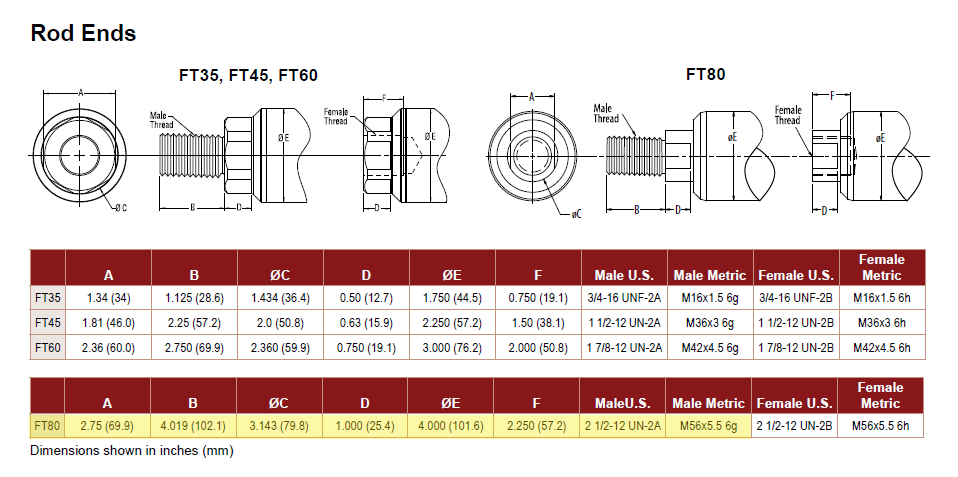 Rod Ends
FT35, FT45, FT60
FT80
A
Male
Thread
Female
Thread
F
ØE
ØE
ØC
B
D
D
A
Male
Thread
Female
Thread
F
øE
øE
øC
B
D
D
A B ØC D ØE F Male U.S. Male Metric Female U.S. Female Metric
FT35 1.34 (34) 1.125 (28.6) 1.434 (36.4) 0.50 (12.7) 1.750 (44.5) 0.750 (19.1) 3/4-16 UNF-2A M16x1.5 6g 3/4-16 UNF-2B M16x1.5 6h
FT45 1.81 (46.0) 2.25 (57.2) 2.0 (50.8) 0.63 (15.9) 2.250 (57.2) 1.50 (38.1) 1 1/2-12 UN-2A M36x3 6g 1 1/2-12 UN-2B M36x3 6h
FT60 2.36 (60.0) 2.750 (69.9) 2.360 (59.9) 0.750 (19.1) 3.000 (76.2) 2.000 (50.8) 1 7/8-12 UN-2A M42x4.5 6g 1 7/8-12 UN-2B M42x4.5 6h
A B ØC D ØE F MaleU.S. Male Metric Female U.S. Female Metric
FT80 2.75 (69.9) 4.019 (102.1) 3.143 (79.8) 1.000 (25.4) 4.000 (101.6) 2.250 (57.2) 2 1/2-12 UN-2A M56x5.5 6g 2 1/2-12 UN-2B M56x5.5 6h
Dimensions shown in inches (mm)